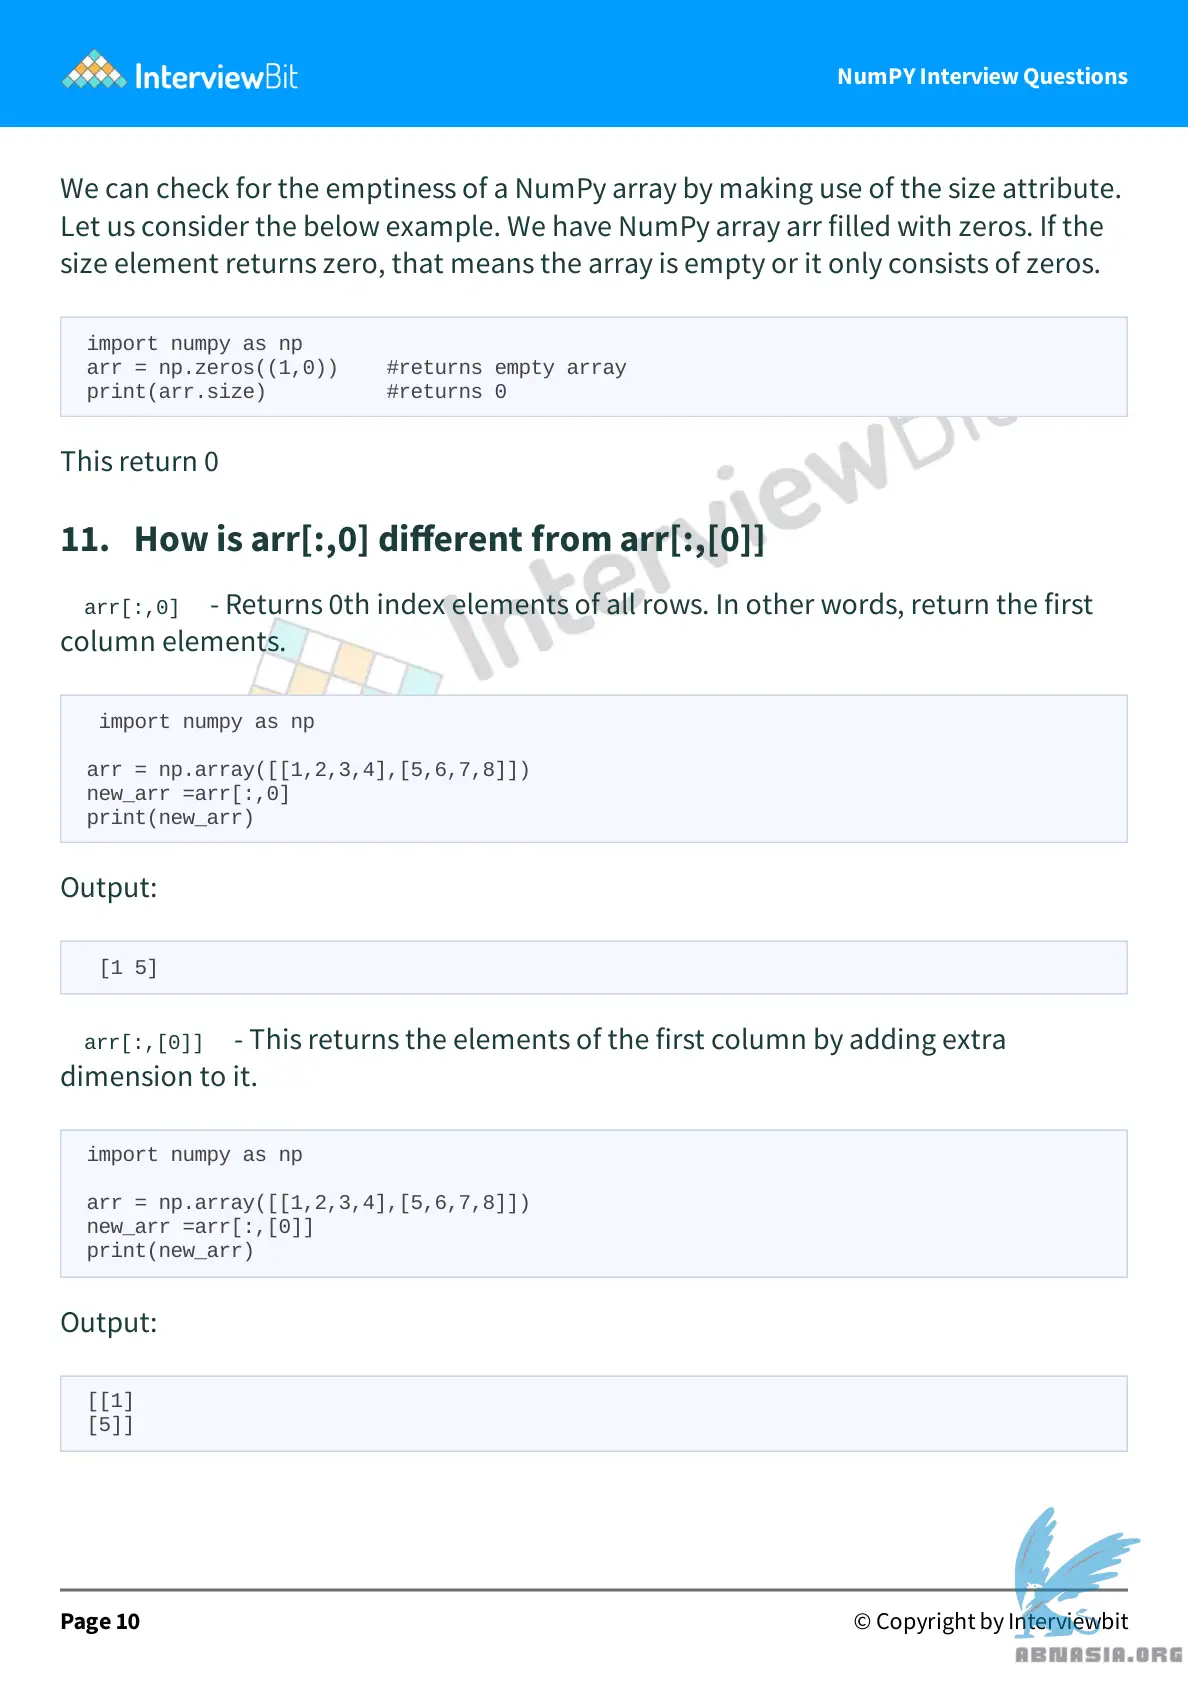 InterviewBit
NumPY Interview Questions
We can check for the emptiness of a NumPy array by making use of the size attribute.
Let us consider the below example. We have NumPy array arr filled with zeros. If the
size element returns zero, that means the array is empty or it only consists of zeros.
import numpy as np
arr = np.zeros((1,0))    #returns empty array
print(arr.size)          #returns 0
This return 0
11. How is arr[:,0] different from arr[:,[0]]
arr[:,0] - Returns 0th index elements of all rows. In other words, return the first
column elements.
import numpy as np
arr = np.array([[1,2,3,4],[5,6,7,8]])
new_arr =arr[:,0]
print(new_arr)
Output:
[1 5]
arr[:,[0]] - This returns the elements of the first column by adding extra
dimension to it.
import numpy as np
arr = np.array([[1,2,3,4],[5,6,7,8]])
new_arr =arr[:,[0]]
print(new_arr)
Output:
[[1]
[5]]
InterviewBit
Page 10
© Copyright by Interviewbit
ABNASIA.ORG